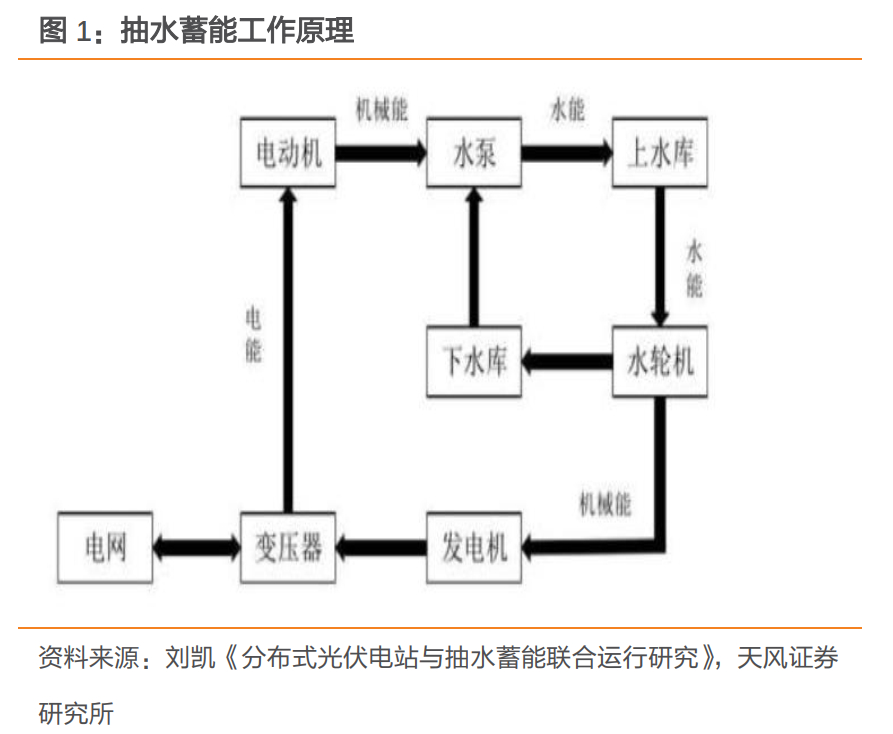 图 1：抽水蓄能工作原理
机械能
水能
电动机
水泵
上水库
水能
电能
下水库
水轮机
机械能
电网
变压器
发电机
资料来源：刘凯《分布式光伏电站与抽水蓄能联合运行研究》，天风证券
研究所